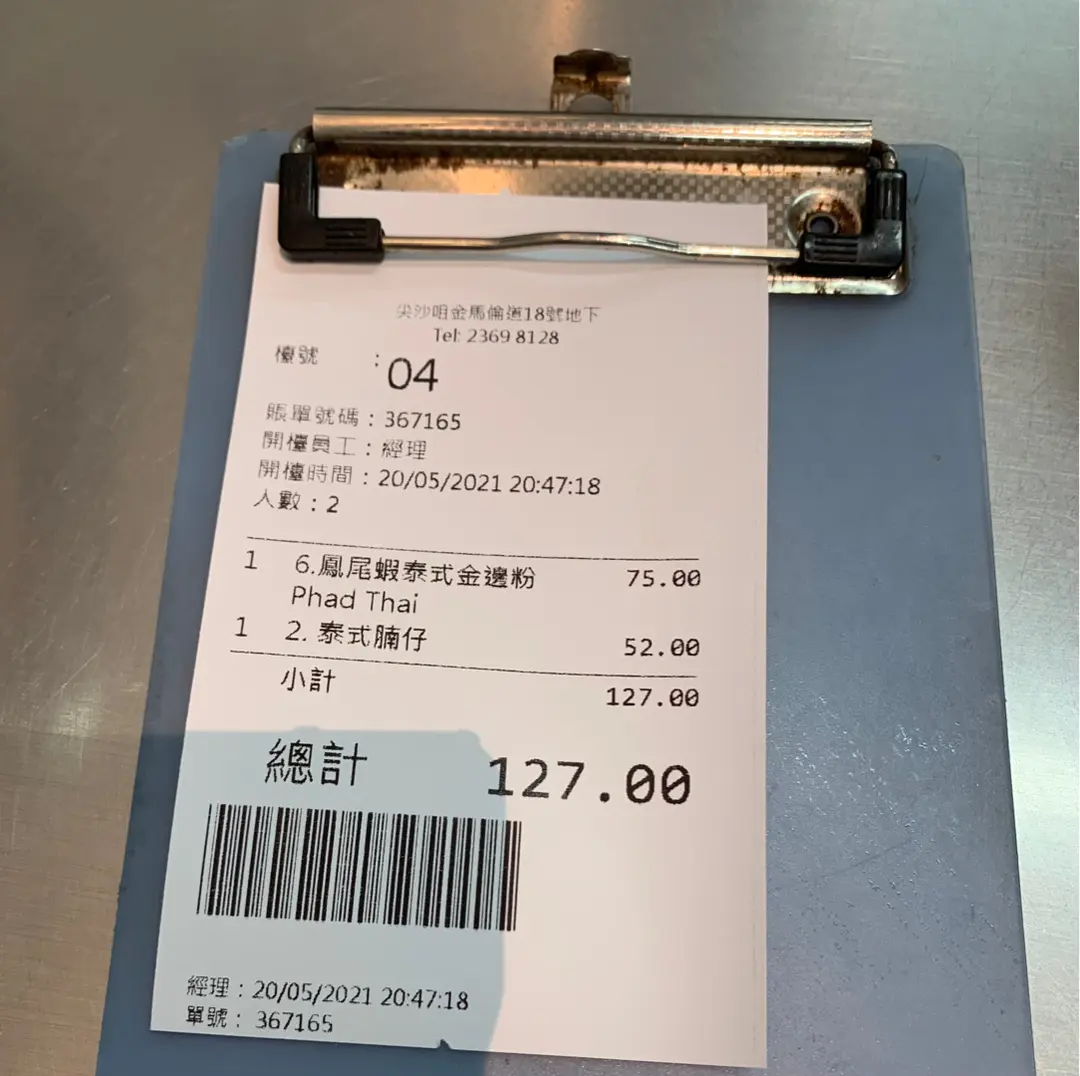 尖沙咀金馬倫道18號地下
Tel: 2369 8128
檯號 : 04
賬單號碼 : 367165
開檯員工 : 經理
開檯時間 : 20/05/2021 20:47:18
人數 : 2
1 6.鳳尾蝦泰式金邊粉 75.00
Phad Thai
1 2. 泰式腩仔 52.00
小計 127.00
總計 127.00
經理 : 20/05/2021 20:47:18
單號 : 367165